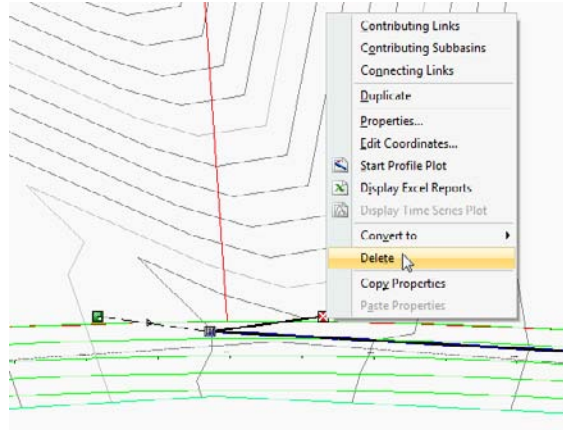 Contributing Links
Contributing Subbasins
Connecting Links
Duplicate
Properties...
Edit Coordinates...
Start Profile Plot
Display Excel Reports
Display Time Series Plot
Convert to
Delete
Copy Properties
Paste Properties